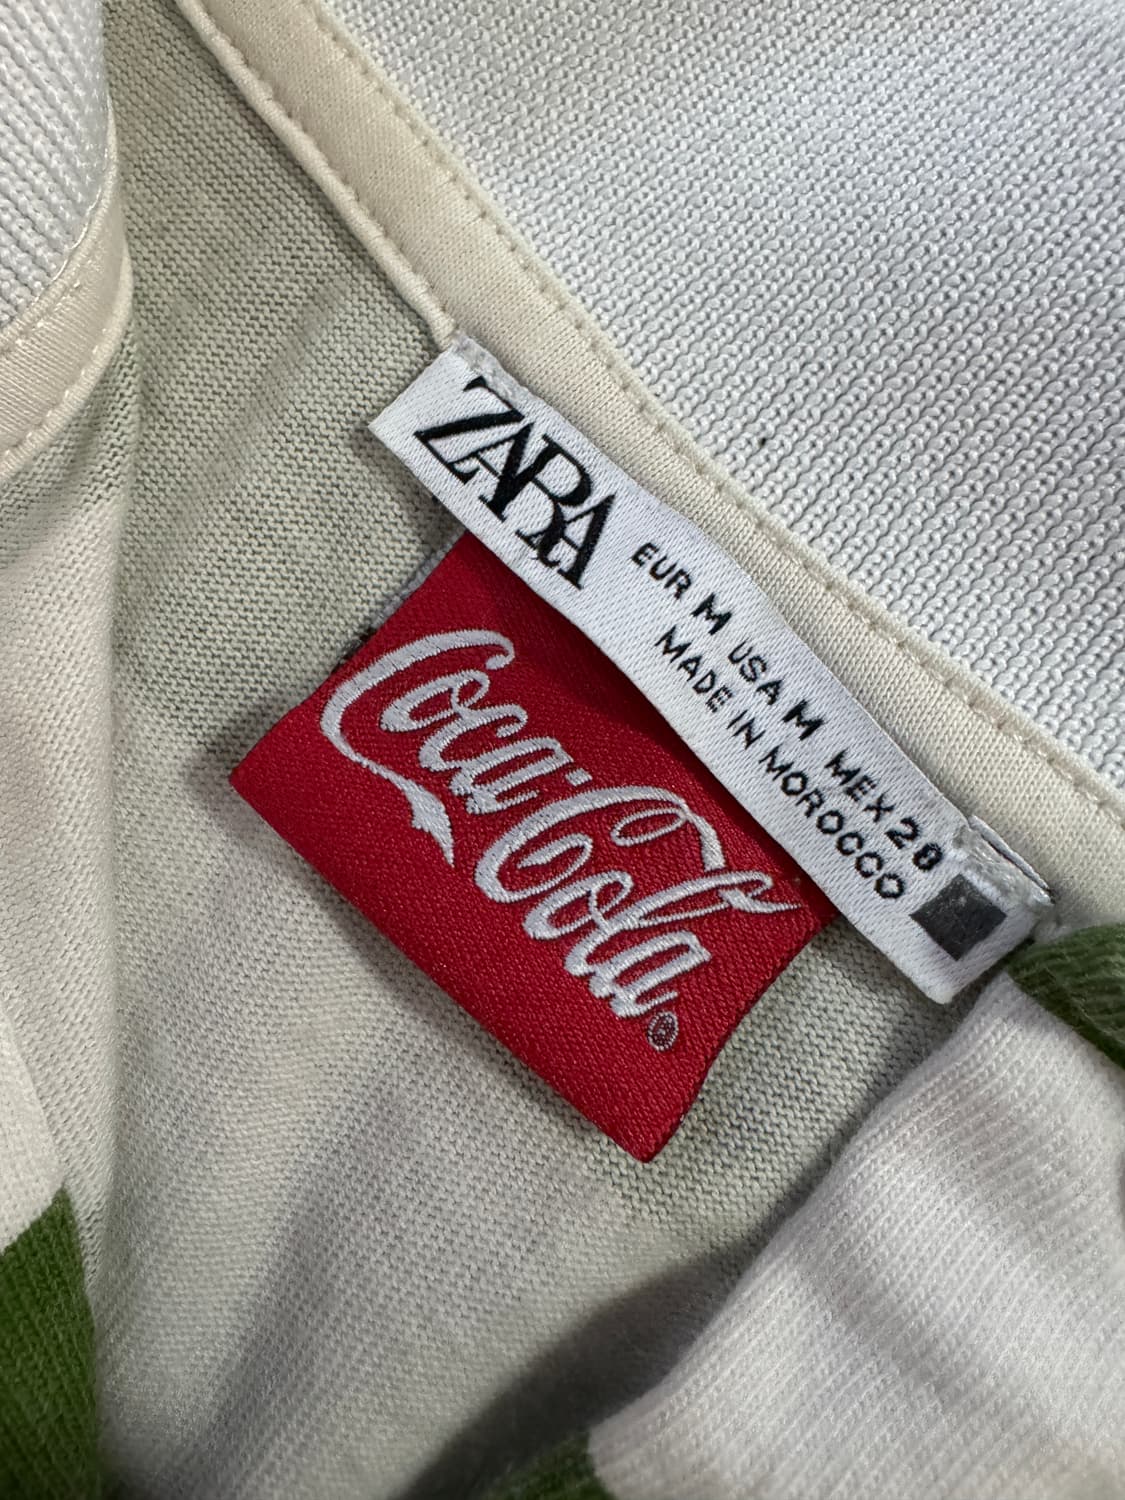 ZARA
EUR M USA M MEX 28
MADE IN MOROCCO
Coca-Cola®